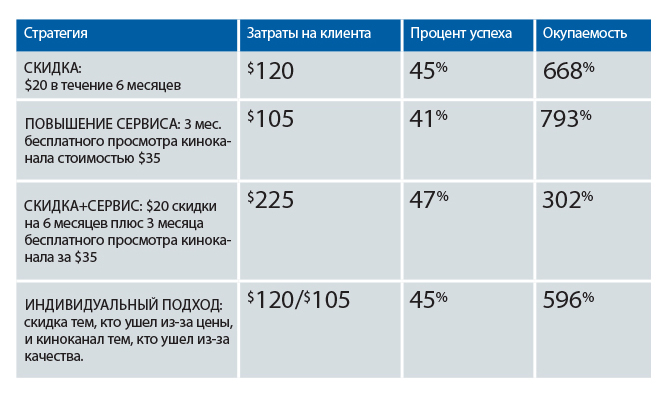 Стратегия Затраты на клиента Процент успеха Окупаемость
СКИДКА: $120 45% 668%
$20 в течение 6 месяцев
ПОВЫШЕНИЕ СЕРВИСА: 3 мес. $105 41% 793%
бесплатного просмотра кино-
канала стоимостью $35
СКИДКА+СЕРВИС: $20 скидки $225 47% 302%
на 6 месяцев плюс 3 месяца
бесплатного просмотра кино-
канала за $35
ИНДИВИДУАЛЬНЫЙ ПОДХОД: $120/$105 45% 596%
скидка тем, кто ушел из-за цены,
и киноканал тем, кто ушел из-за
качества.